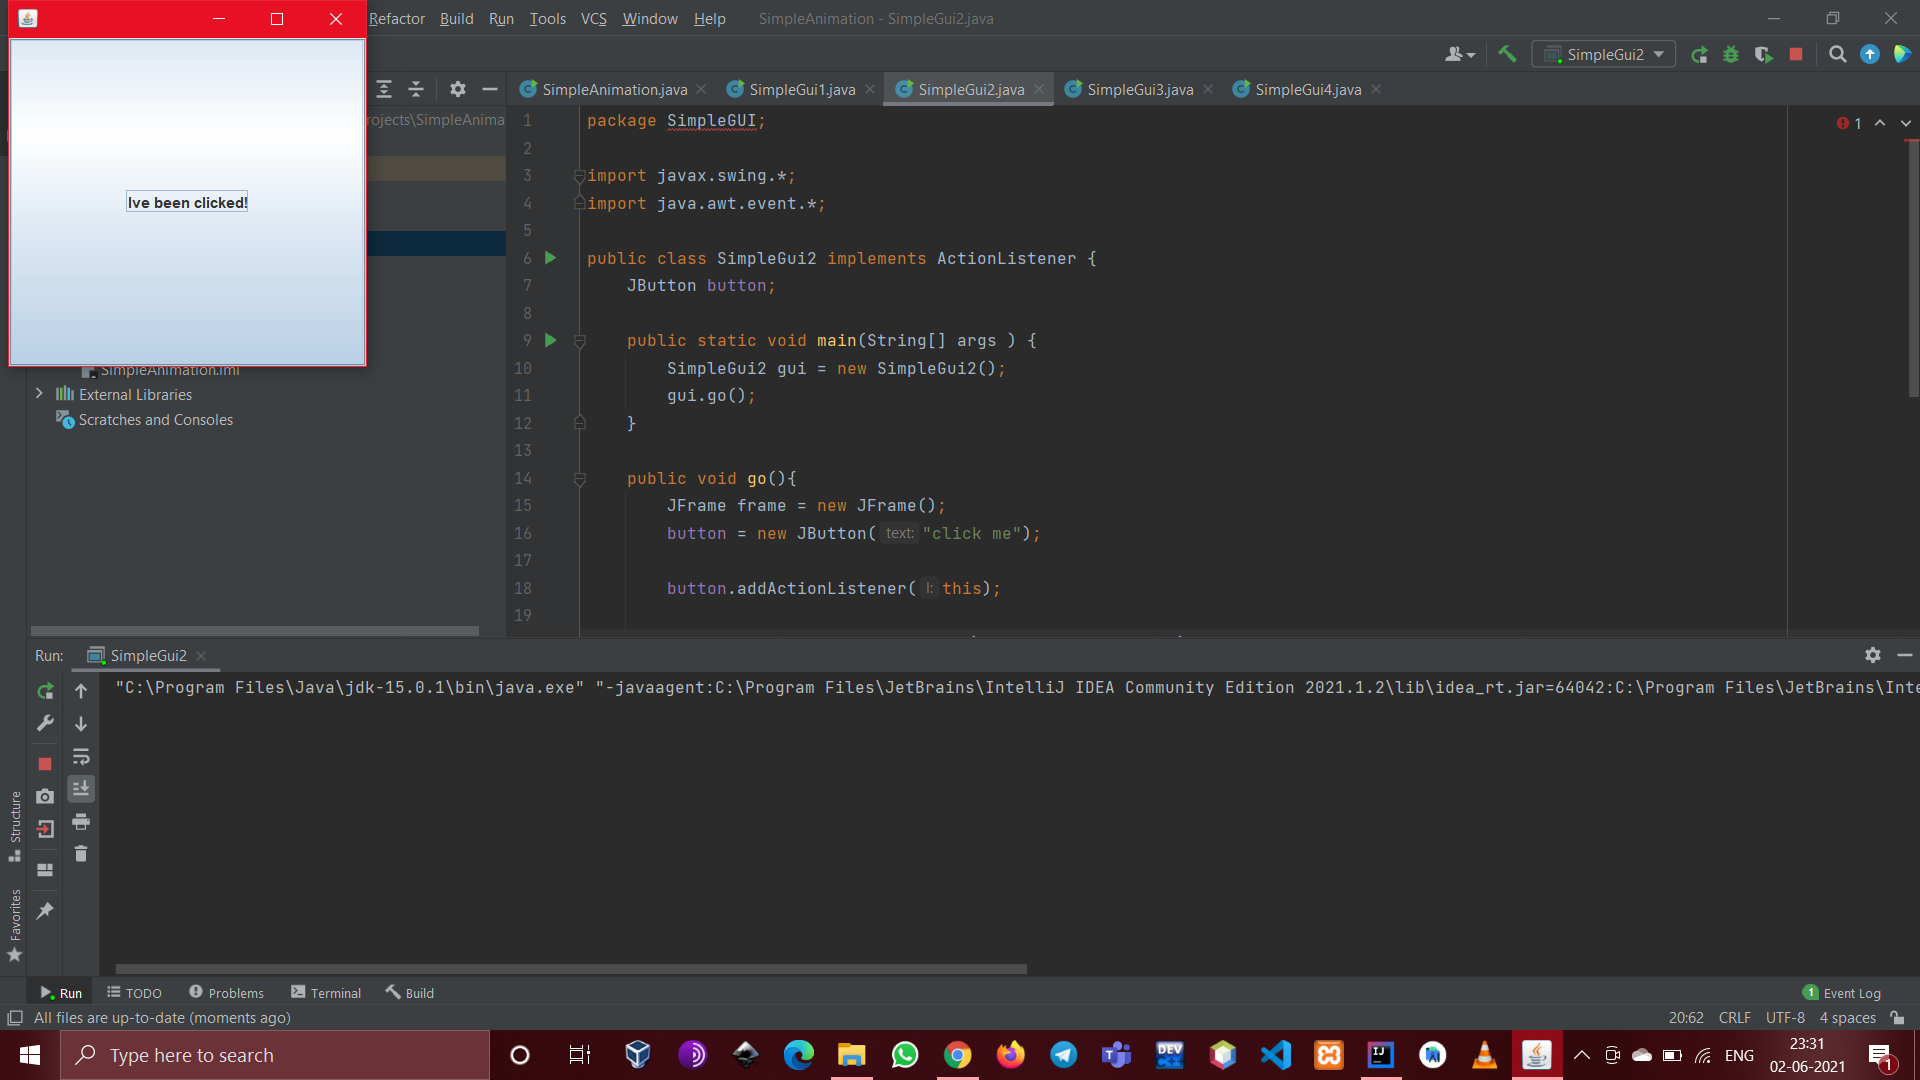 Refactor Build Run Tools VCS Window Help SimpleAnimation - SimpleGui2.java
SimpleGui2
SimpleAnimation.java SimpleGui1.java SimpleGui2.java SimpleGui3.java SimpleGui4.java
rojects\SimpleAnima
Ive been clicked!
SimpleAnimation.iml
External Libraries
Scratches and Consoles
1 package SimpleGUI;
1
2
3 import javax.swing.*;
4 import java.awt.event.*;
5
6 public class SimpleGui2 implements ActionListener {
7 JButton button;
8
9 public static void main(String[] args ) {
10 SimpleGui2 gui = new SimpleGui2();
11 gui.go();
12 }
13
14 public void go(){
15 JFrame frame = new JFrame();
16 button = new JButton( text: "click me");
17
18 button.addActionListener( l: this);
19
Run: SimpleGui2
"C:\Program Files\Java\jdk-15.0.1\bin\java.exe" "-javaagent:C:\Program Files\JetBrains\IntelliJ IDEA Community Edition 2021.1.2\lib\idea_rt.jar=64042:C:\Program Files\JetBrains\Inte
Structure
Favorites
Run TODO Problems Terminal Build 1 Event Log
All files are up-to-date (moments ago) 20:62 CRLF UTF-8 4 spaces
Type here to search
DEV C++
IJ
ENG
23:31
02-06-2021
1